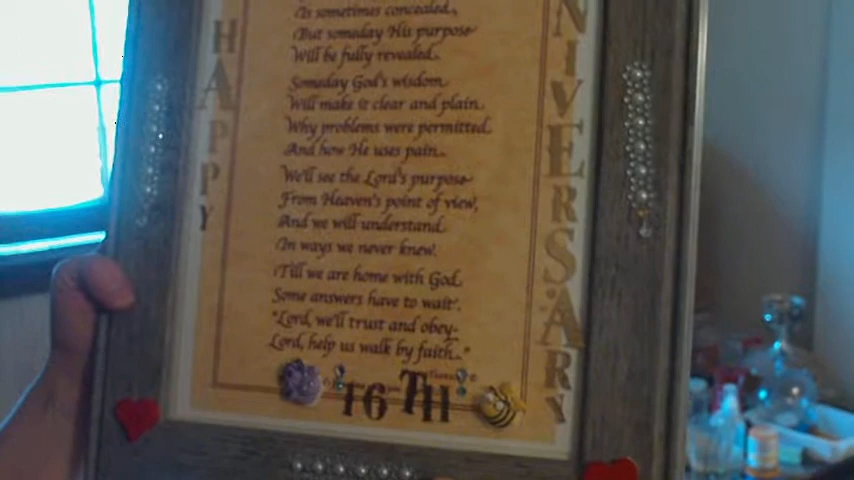 Is sometimes concealed,
But someday His purpose
Will be fully revealed.
Someday God's wisdom
Will make it clear and plain
Why problems were permitted
And how He uses pain.
We'll see the Lord's purpose
From Heaven's point of view,
And we will understand
In ways we never knew.
Till we are home with God
Some answers have to wait.
"Lord, we'll trust and obey-
Lord, help us walk by faith."
HAPPY
NIVERSARY
16TH